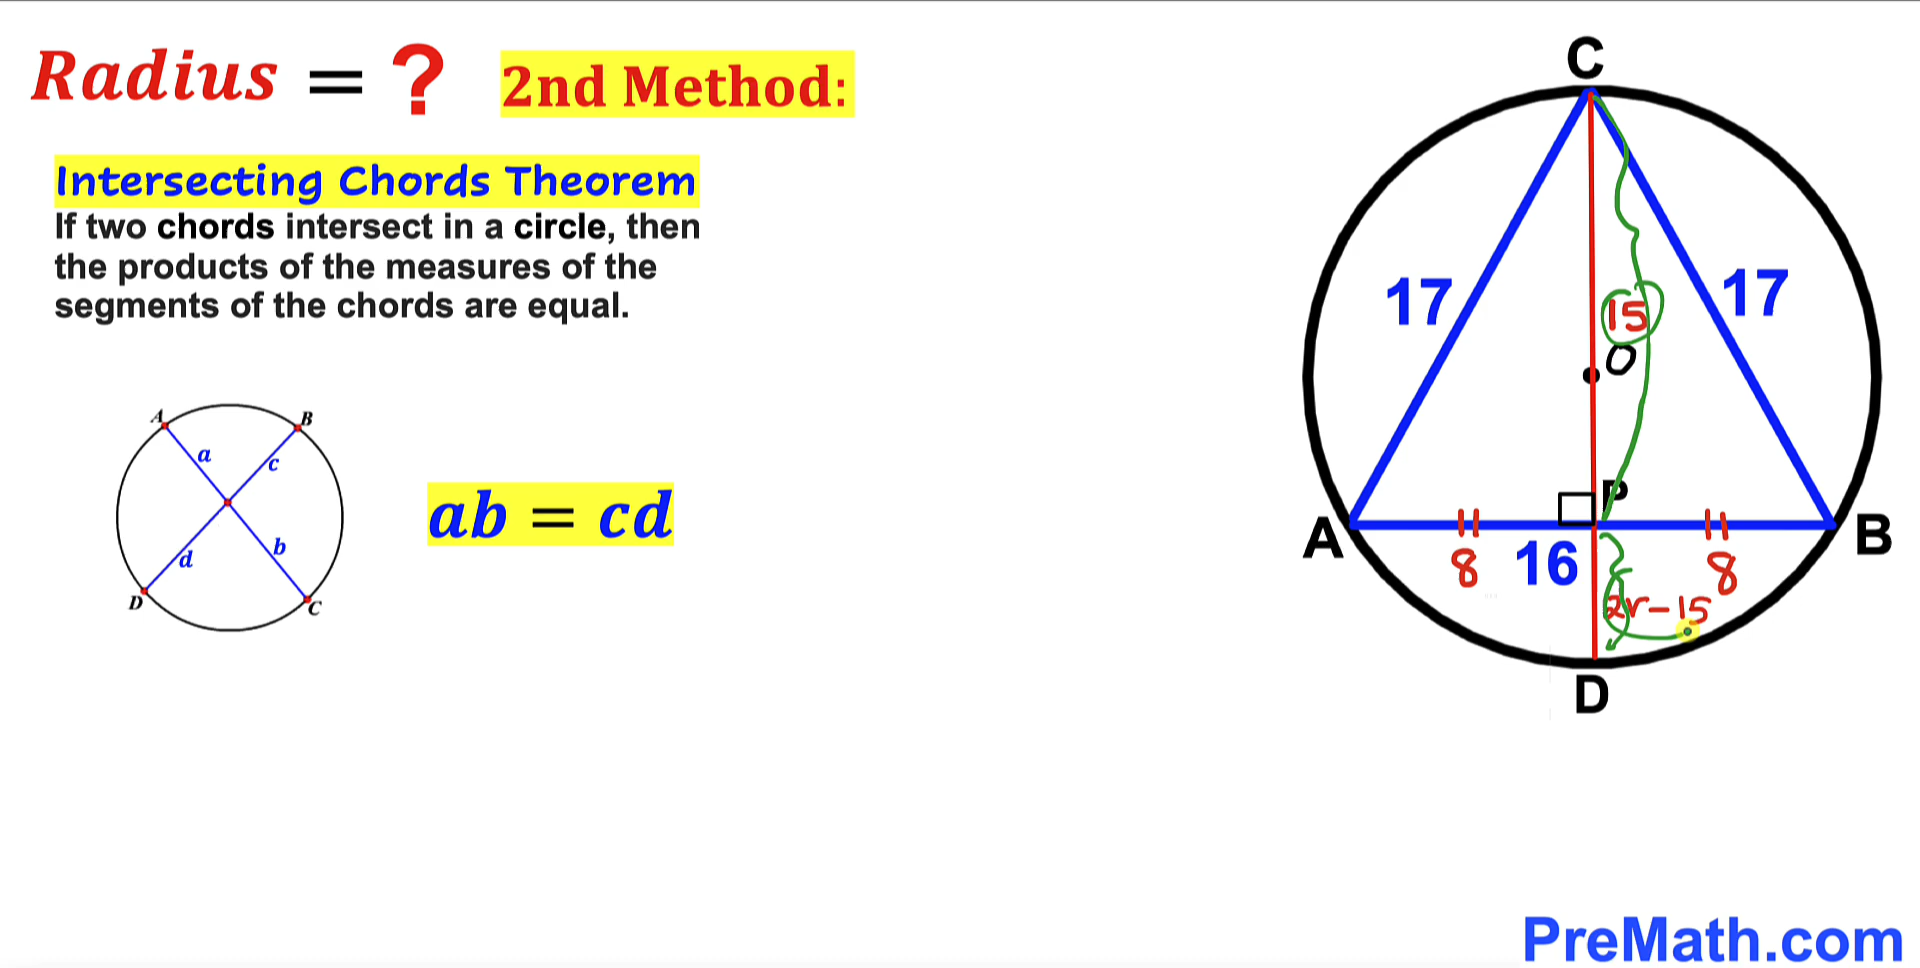 Radius = ? 2nd Method:
Intersecting Chords Theorem
If two chords intersect in a circle, then
the products of the measures of the
segments of the chords are equal.
A
B
a
c
d
b
D
C
ab = cd
C
17
17
15
O
P
A
B
8
16
8
2r-15
D
PreMath.com